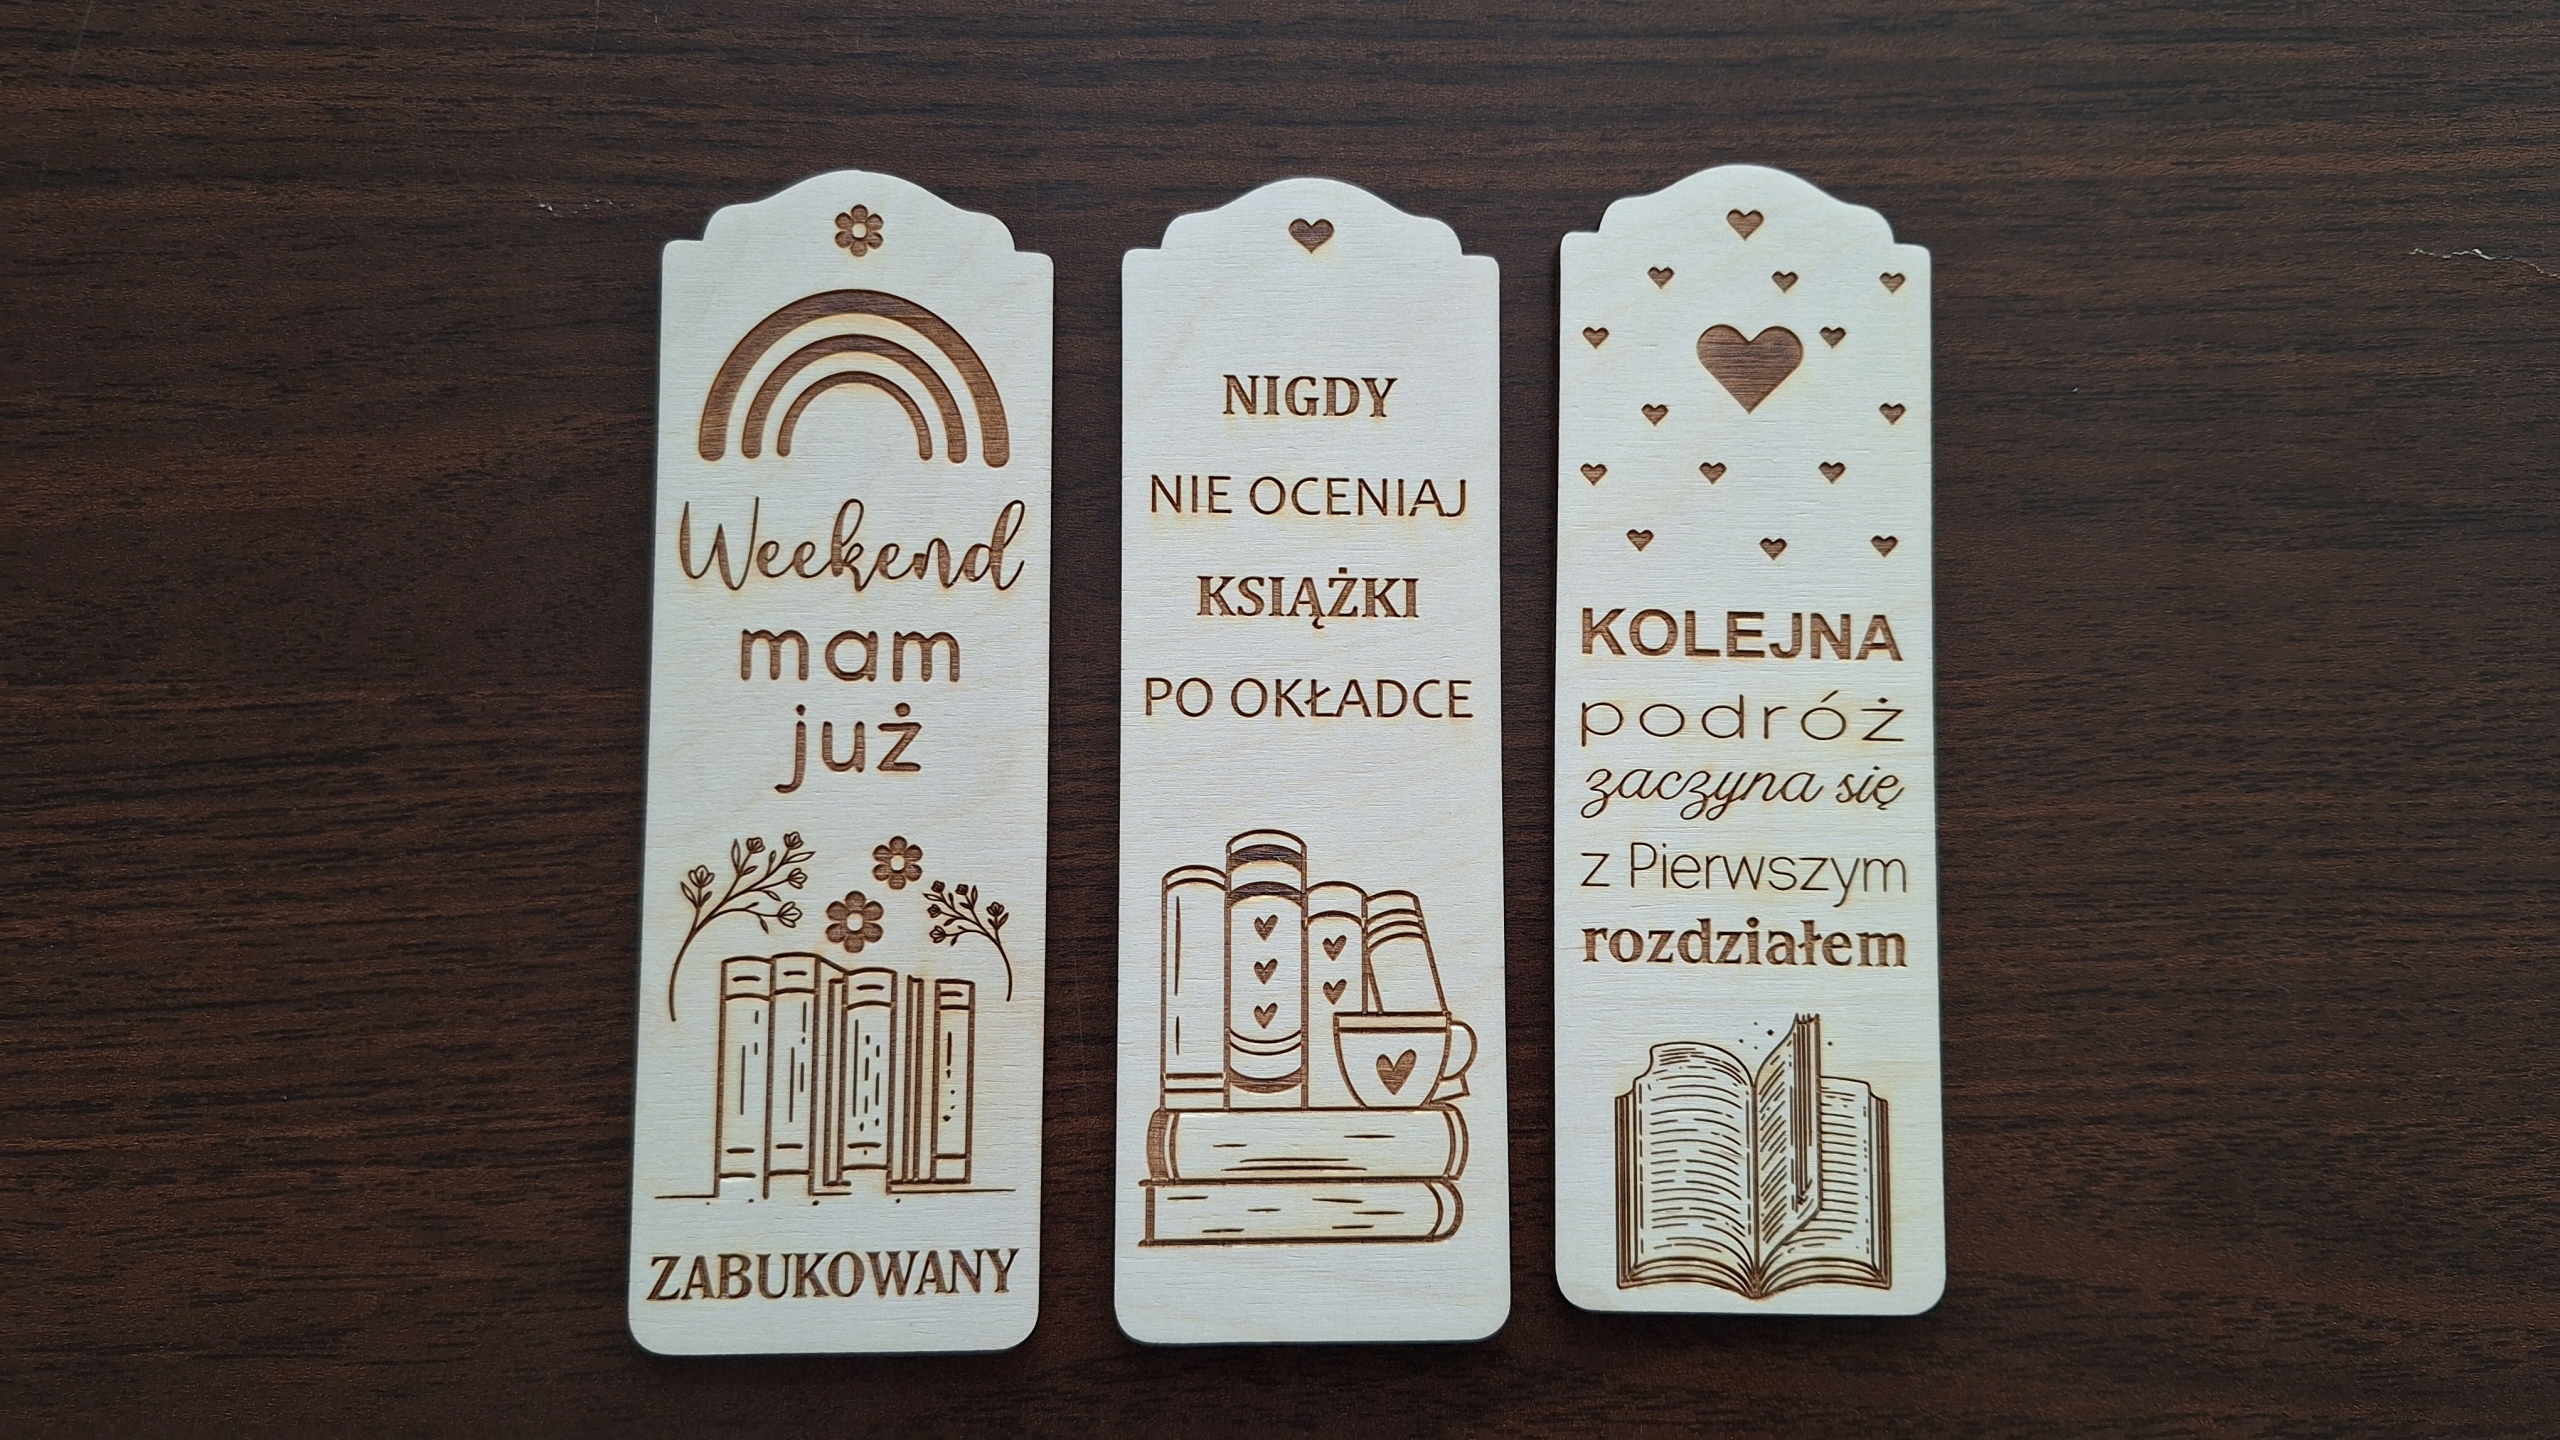 Weekend
mam
już
ZABUKOWANY
NIGDY
NIE OCENIAJ
KSIĄŻKI
PO OKŁADCE
KOLEJNA
podróż
zaczyna się
z Pierwszym
rozdziałem